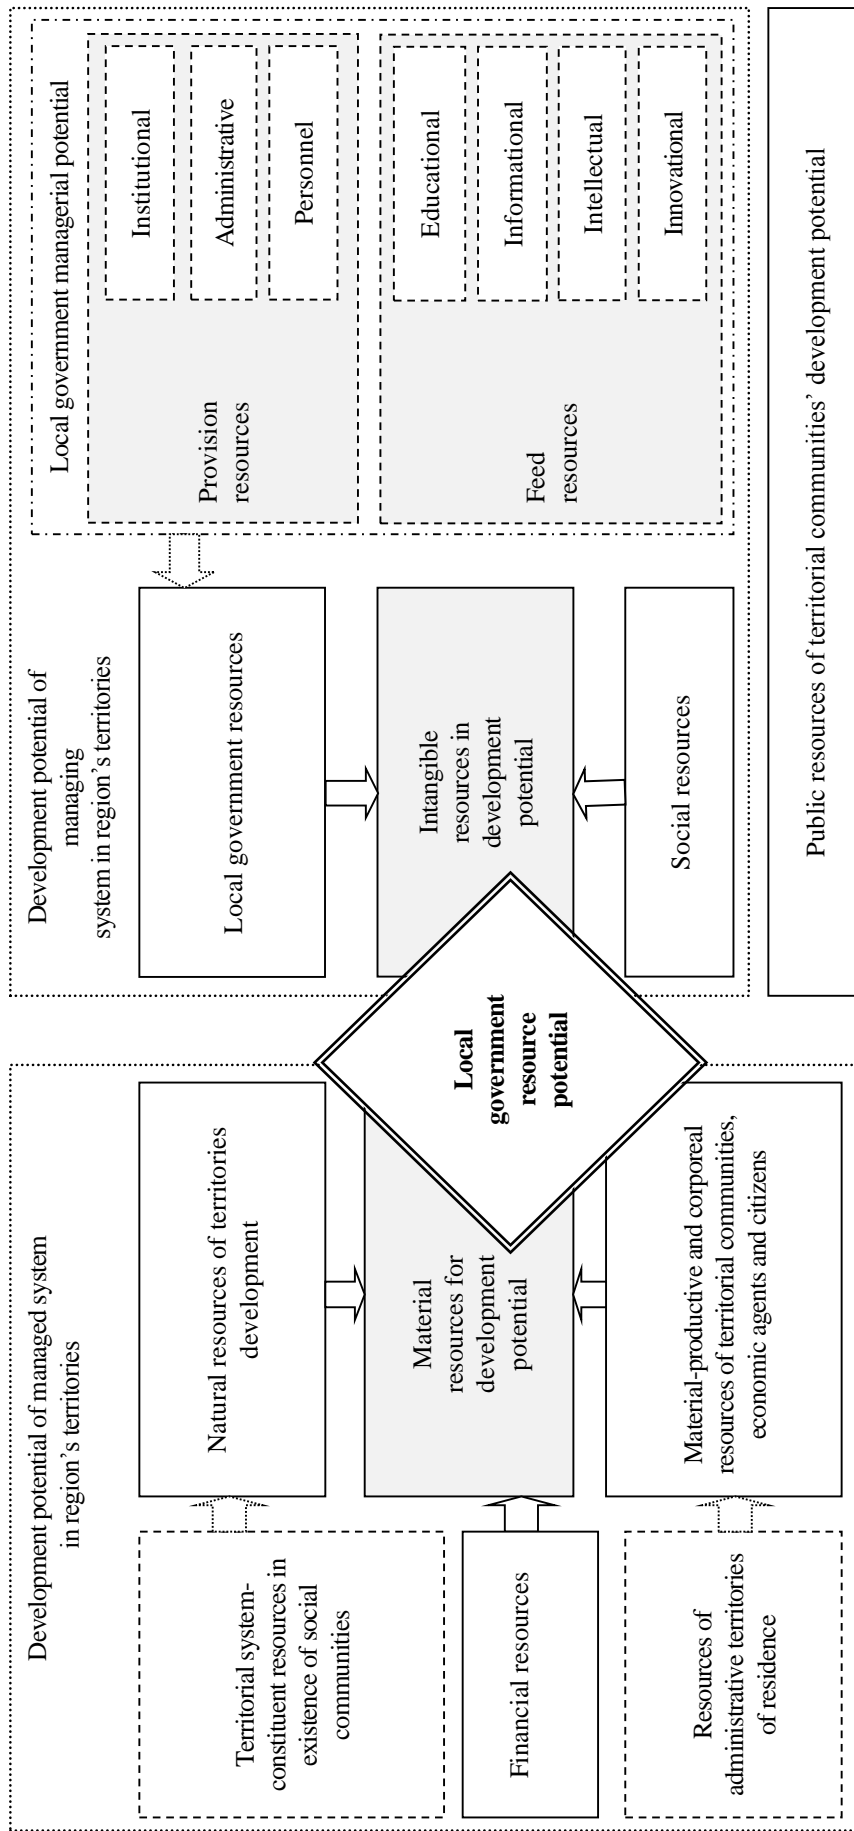 Development potential of managed system
in region’s territories
Territorial system-
constituent resources in
existence of social
communities
Natural resources of territories
development
Financial resources
Material
resources for
development
potential
Resources of
administrative territories
of residence
Material-productive and corporeal
resources of territorial communities,
economic agents and citizens
Local
government
resource
potential
Development potential of
managing
system in region’s territories
Local government resources
Intangible
resources in
development
potential
Social resources
Local government managerial potential
Provision
resources
Institutional
Administrative
Personnel
Feed
resources
Educational
Informational
Intellectual
Innovational
Public resources of territorial communities’ development potential